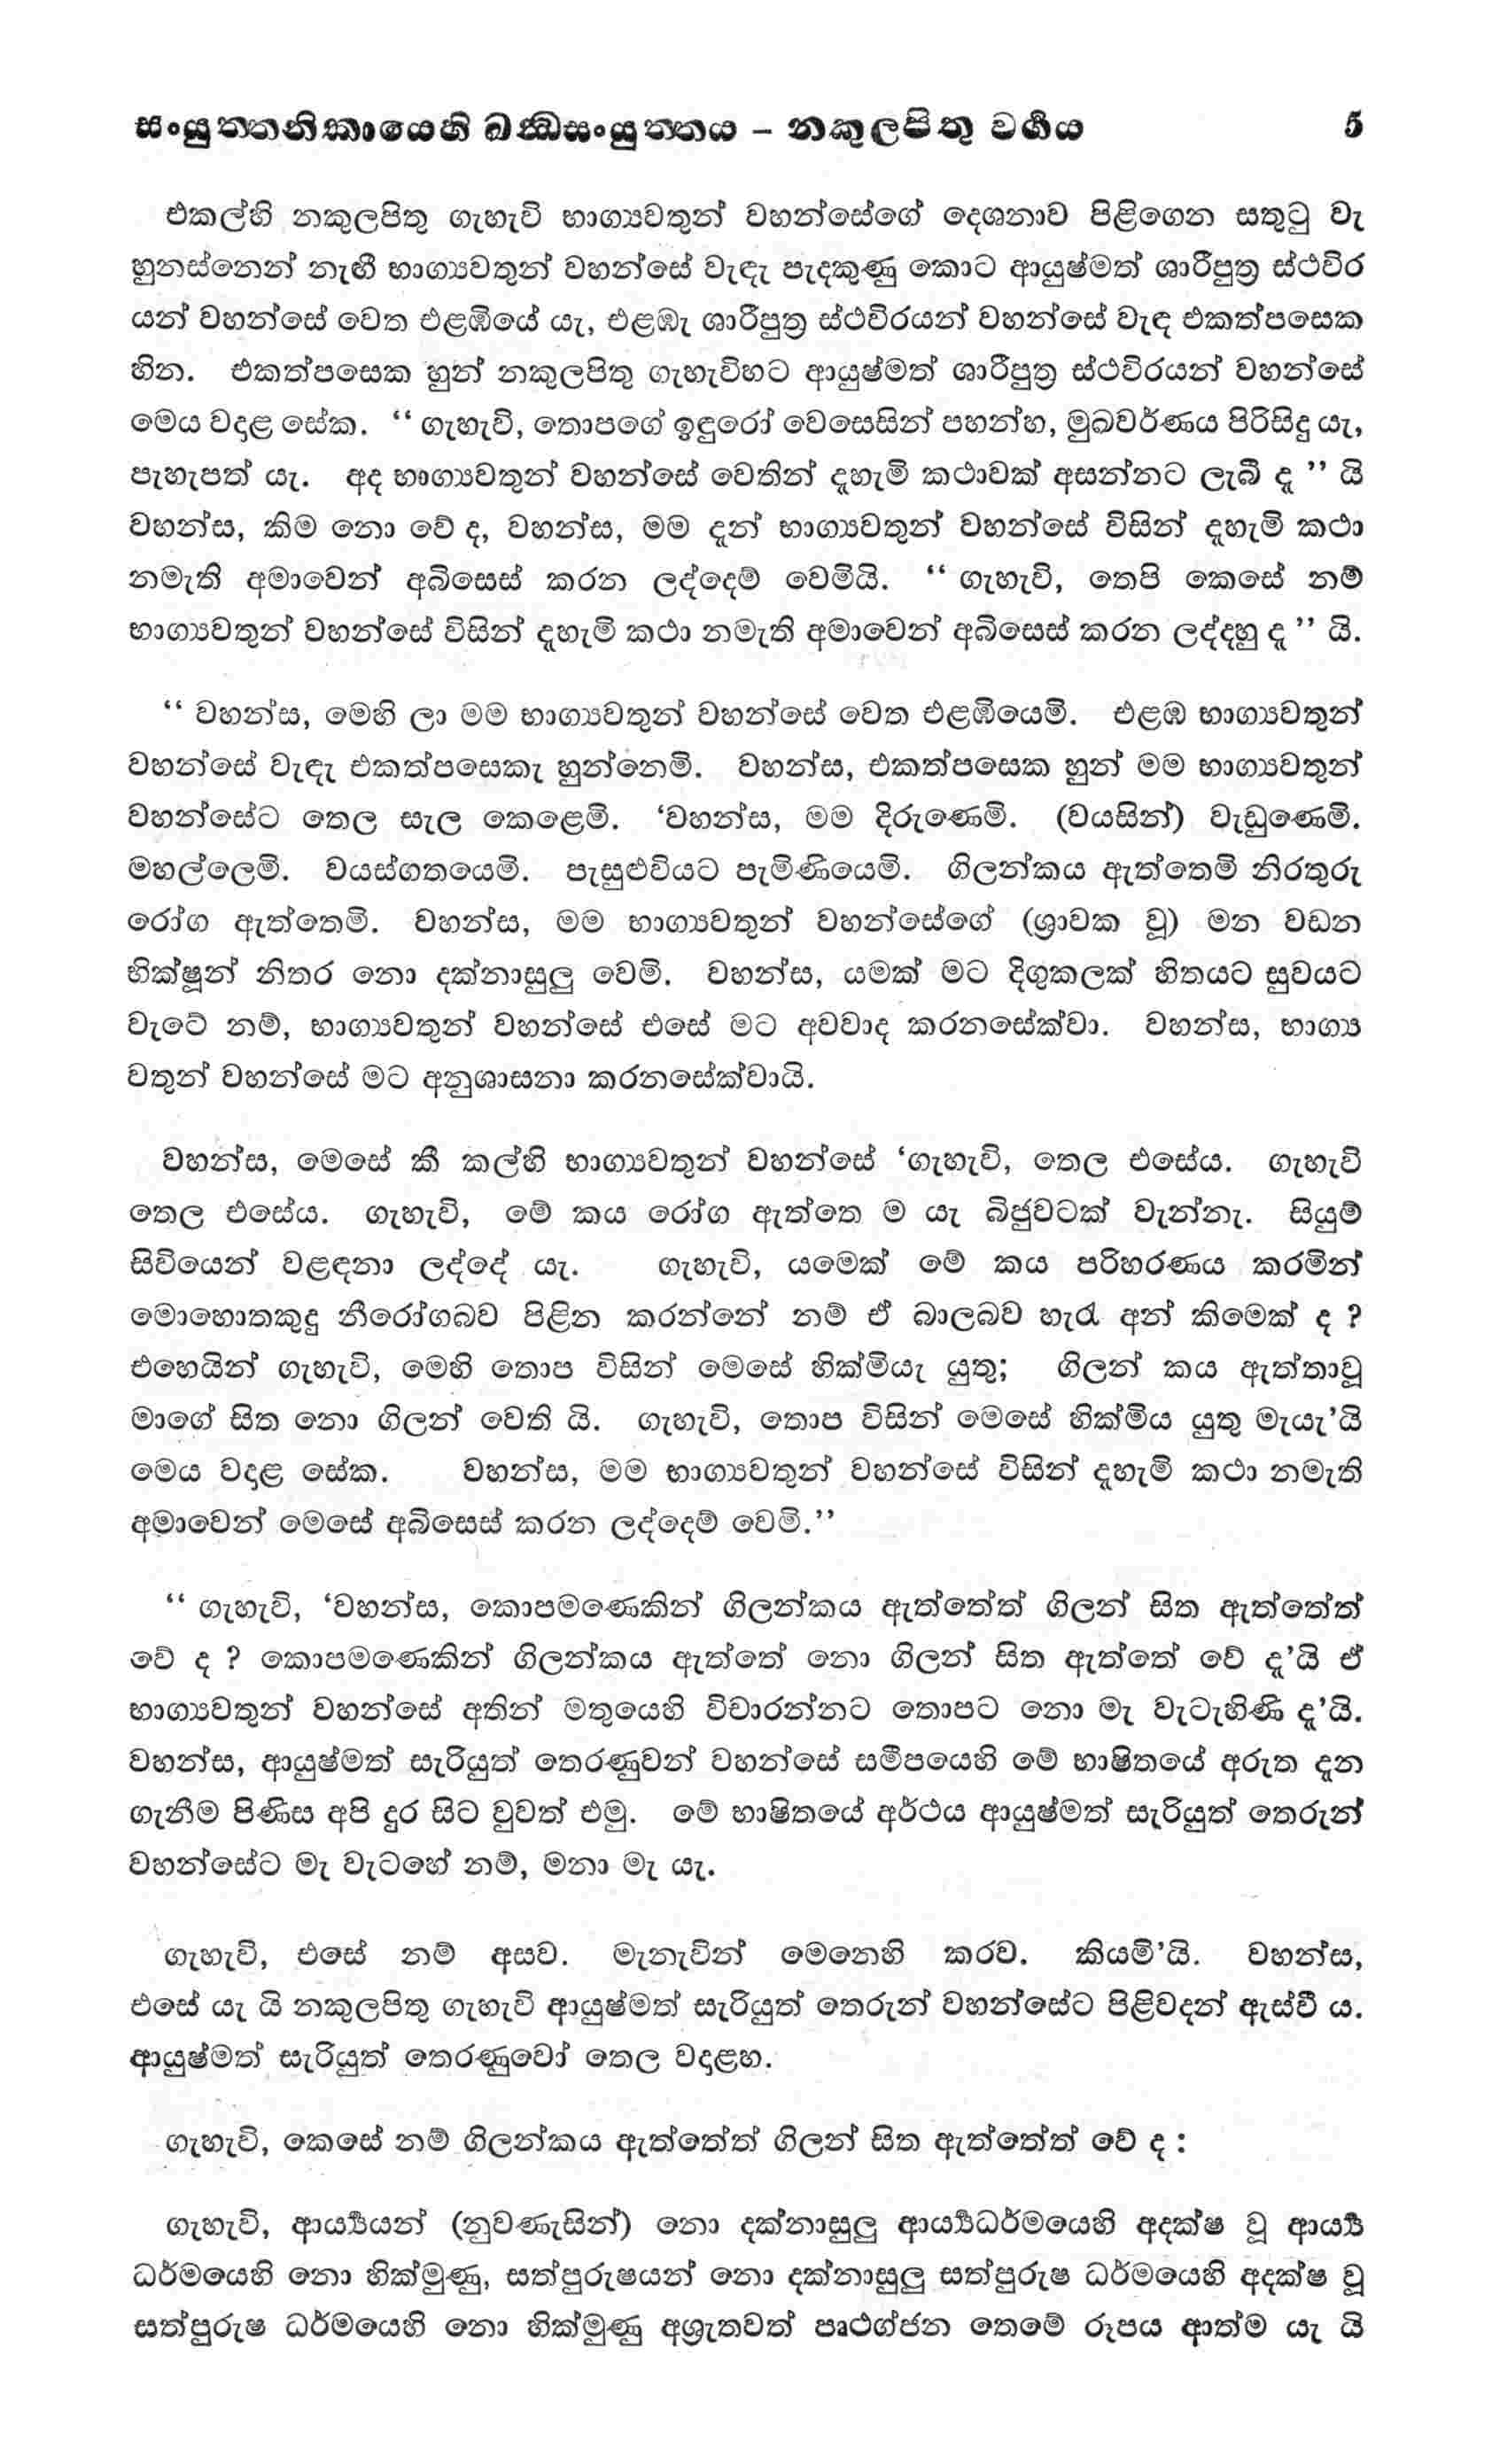 සංයුත්තනිකායෙහි ඛන්ධසංයුත්තය – නකුලපිතු වර්‍ගය 5
එකල්හි නකුලපිතු ගැහැවි භාග්‍යවතුන් වහන්සේගේ දෙශනාව පිළිගෙන සතුටු වැ
හුනස්නෙන් නැඟී භාග්‍යවතුන් වහන්සේ වැඳැ පැදකුණු කොට ආයුෂ්මත් ශාරිපුත්‍ර ස්ථවිර
යන් වහන්සේ වෙත එළඹියේ යැ, එළඹැ ශාරිපුත්‍ර ස්ථවිරයන් වහන්සේ වැඳ එකත්පසෙක
හින. එකත්පසෙක හුන් නකුලපිතු ගැහැවිහට ආයුෂ්මත් ශාරිපුත්‍ර ස්ථවිරයන් වහන්සේ
මෙය වදාළ සේක. “ ගැහැවි, තොපගේ ඉඳුරෝ වෙසෙසින් පහන්හ, මුඛවර්ණය පිරිසිදු යැ,
පැහැපත් යැ. අද භාග්‍යවතුන් වහන්සේ වෙතින් දැහැමි කථාවක් අසන්නට ලැබී දැ ” යි
වහන්ස, කිම නො වේ ද, වහන්ස, මම දැන් භාග්‍යවතුන් වහන්සේ විසින් දැහැමි කථා
නමැති අමාවෙන් අබිසෙස් කරන ලද්දෙම් වෙමියි. “ ගැහැවි, තෙපි කෙසේ නම්
භාග්‍යවතුන් වහන්සේ විසින් දැහැමි කථා නමැති අමාවෙන් අබිසෙස් කරන ලද්දහු දැ ” යි.
“ වහන්ස, මෙහි ලා මම භාග්‍යවතුන් වහන්සේ වෙත එළඹියෙමි. එළඹ භාග්‍යවතුන්
වහන්සේ වැඳැ එකත්පසෙකැ හුන්නෙමි. වහන්ස, එකත්පසෙක හුන් මම භාග්‍යවතුන්
වහන්සේට තෙල සැල කෙළෙමි. ‘වහන්ස, මම දිරුණෙමි. (වයසින්) වැඩුණෙමි.
මහල්ලෙමි. වයස්ගතයෙමි. පැසුළුවියට පැමිණියෙමි. ගිලන්කය ඇත්තෙමි නිරතුරු
රෝග ඇත්තෙමි. වහන්ස, මම භාග්‍යවතුන් වහන්සේගේ (ශ්‍රාවක වූ) මන වඩන
භික්ෂූන් නිතර නො දක්නාසුලු වෙමි. වහන්ස, යමක් මට දිගුකලක් හිතයට සුවයට
වැටේ නම්, භාග්‍යවතුන් වහන්සේ එසේ මට අවවාද කරනසේක්වා. වහන්ස, භාග්‍ය
වතුන් වහන්සේ මට අනුශාසනා කරනසේක්වායි.
වහන්ස, මෙසේ කී කල්හි භාග්‍යවතුන් වහන්සේ ‘ගැහැවි, තෙල එසේය. ගැහැවි
තෙල එසේය. ගැහැවි, මේ කය රෝග ඇත්තෙ ම යැ බිජුවටක් වැන්නැ. සියුම්
සිවියෙන් වළඳනා ලද්දේ යැ. ගැහැවි, යමෙක් මේ කය පරිහරණය කරමින්
මොහොතකුදු නීරෝගබව පිළින කරන්නේ නම් ඒ බාලබව හැරැ අන් කිමෙක් ද ?
එහෙයින් ගැහැවි, මෙහි තොප විසින් මෙසේ හික්මියැ යුතු; ගිලන් කය ඇත්තාවූ
මාගේ සිත නො ගිලන් වෙති යි. ගැහැවි, තොප විසින් මෙසේ හික්මිය යුතු මැයැ’යි
මෙය වදාළ සේක. වහන්ස, මම භාග්‍යවතුන් වහන්සේ විසින් දැහැමි කථා නමැති
අමාවෙන් මෙසේ අබිසෙස් කරන ලද්දෙම් වෙමි.”
“ ගැහැවි, ‘වහන්ස, කොපමණෙකින් ගිලන්කය ඇත්තේත් ගිලන් සිත ඇත්තේත්
වේ ද ? කොපමණෙකින් ගිලන්කය ඇත්තේ නො ගිලන් සිත ඇත්තේ වේ දැ’යි ඒ
භාග්‍යවතුන් වහන්සේ අතින් මතුයෙහි විචාරන්නට තොපට නො මැ වැටැහිණි දැ’යි.
වහන්ස, ආයුෂ්මත් සැරියුත් තෙරණුවන් වහන්සේ සමීපයෙහි මේ භාෂිතයේ අරුත දැන
ගැනීම පිණිස අපි දුර සිට වුවත් එමු. මේ භාෂිතයේ අර්ථය ආයුෂ්මත් සැරියුත් තෙරුන්
වහන්සේට මැ වැටහේ නම්, මනා මැ යැ.
ගැහැවි, එසේ නම් අසව. මැනැවින් මෙනෙහි කරව. කියමි’යි. වහන්ස,
එසේ යැ යි නකුලපිතු ගැහැවි ආයුෂ්මත් සැරියුත් තෙරුන් වහන්සේට පිළිවදන් ඇස්වී ය.
ආයුෂ්මත් සැරියුත් තෙරණුවෝ තෙල වදාළහ.
ගැහැවි, කෙසේ නම් ගිලන්කය ඇත්තේත් ගිලන් සිත ඇත්තේත් වේ ද :
ගැහැවි, ආර්‍ය්‍යයන් (නුවණැසින්) නො දක්නාසුලු ආර්‍ය්‍යධර්මයෙහි අදක්ෂ වූ ආර්‍ය්‍ය
ධර්මයෙහි නො හික්මුණු, සත්පුරුෂයන් නො දක්නාසුලු සත්පුරුෂ ධර්මයෙහි අදක්ෂ වූ
සත්පුරුෂ ධර්මයෙහි නො හික්මුණු අශ්‍රුතවත් පෘථග්ජන තෙමේ රූපය ආත්ම යැ යි